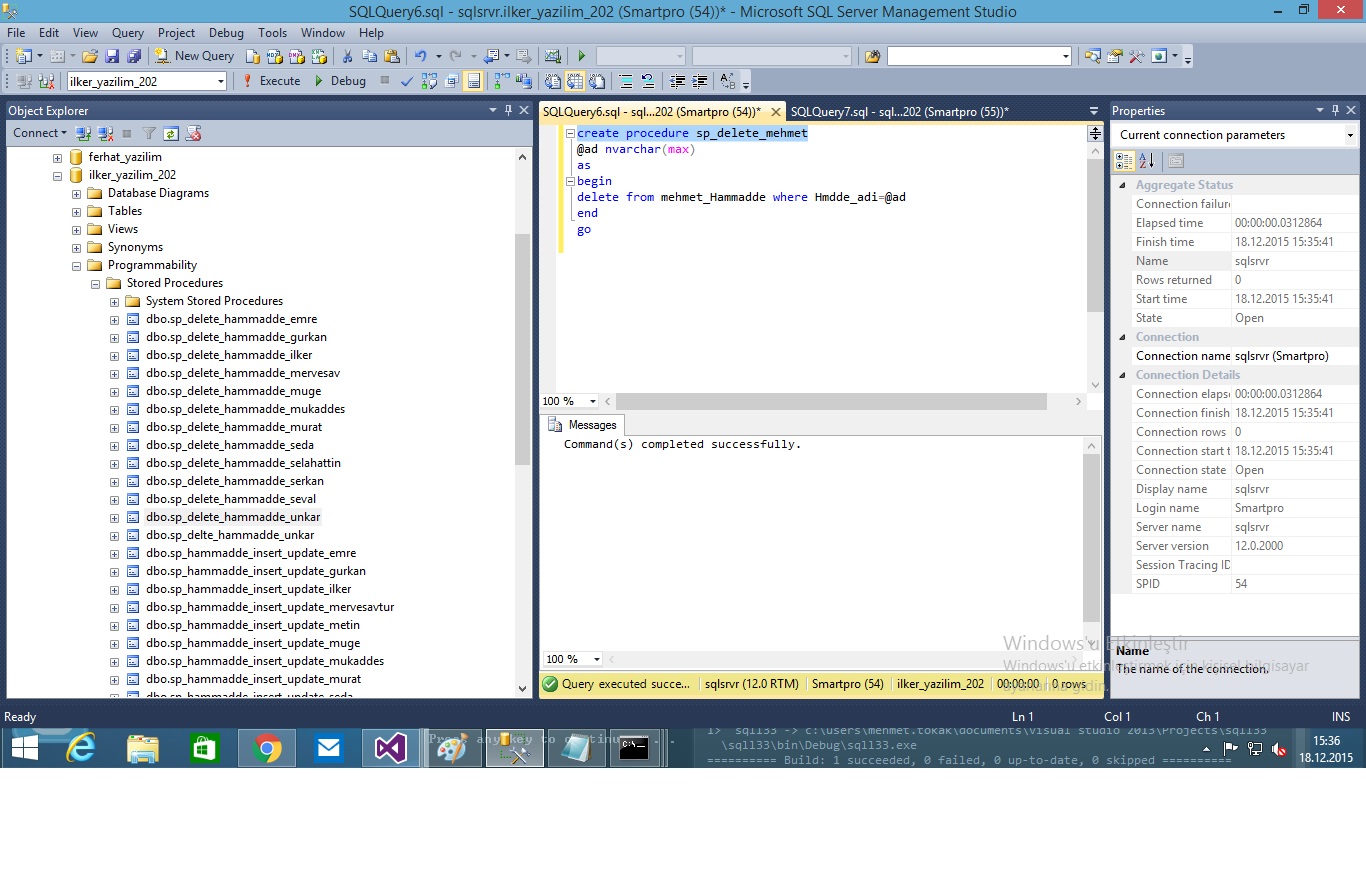 SQLQuery6.sql - sqlsrvr.ilker_yazilim_202 (Smartpro (54))* - Microsoft SQL Server Management Studio
File Edit View Query Project Debug Tools Window Help
New Query
ilker_yazilim_202 Execute Debug
Object Explorer
Connect
ferhat_yazilim
ilker_yazilim_202
Database Diagrams
Tables
Views
Synonyms
Programmability
Stored Procedures
System Stored Procedures
dbo.sp_delete_hammadde_emre
dbo.sp_delete_hammadde_gurkan
dbo.sp_delete_hammadde_ilker
dbo.sp_delete_hammadde_mervesav
dbo.sp_delete_hammadde_muge
dbo.sp_delete_hammadde_mukaddes
dbo.sp_delete_hammadde_murat
dbo.sp_delete_hammadde_seda
dbo.sp_delete_hammadde_selahattin
dbo.sp_delete_hammadde_serkan
dbo.sp_delete_hammadde_seval
dbo.sp_delete_hammadde_unkar
dbo.sp_delte_hammadde_unkar
dbo.sp_hammadde_insert_update_emre
dbo.sp_hammadde_insert_update_gurkan
dbo.sp_hammadde_insert_update_ilker
dbo.sp_hammadde_insert_update_mervesavtur
dbo.sp_hammadde_insert_update_metin
dbo.sp_hammadde_insert_update_muge
dbo.sp_hammadde_insert_update_mukaddes
dbo.sp_hammadde_insert_update_murat
dbo.sp_hammadde_insert_update_seda
SQLQuery6.sql - sql...202 (Smartpro (54))* SQLQuery7.sql - sql...202 (Smartpro (55))*
create procedure sp_delete_mehmet
@ad nvarchar(max)
as
begin
delete from mehmet_Hammadde where Hmdde_adi=@ad
end
go
100 %
Messages
Command(s) completed successfully.
100 %
Query executed succe... sqlsrvr (12.0 RTM) Smartpro (54) ilker_yazilim_202 00:00:00 0 rows
Properties
Current connection parameters
Aggregate Status
Connection failure
Elapsed time 00:00:00.0312864
Finish time 18.12.2015 15:35:41
Name sqlsrvr
Rows returned 0
Start time 18.12.2015 15:35:41
State Open
Connection
Connection name sqlsrvr (Smartpro)
Connection Details
Connection elaps 00:00:00.0312864
Connection finish 18.12.2015 15:35:41
Connection rows 0
Connection start t 18.12.2015 15:35:41
Connection state Open
Display name sqlsrvr
Login name Smartpro
Server name sqlsrvr
Server version 12.0.2000
Session Tracing ID
SPID 54
Windows'u Etkinleştir
Windows'u etkinleştirmek için kişisel bilgisayar
ayarlarına gidin.
Name
The name of the connection.
Ready Ln 1 Col 1 Ch 1 INS
Press any key to continue . . .
1> sqll33 -> c:\users\mehmet.tokak\documents\visual studio 2013\Projects\sqll33
\sqll33\bin\Debug\sqll33.exe
========== Build: 1 succeeded, 0 failed, 0 up-to-date, 0 skipped ==========
15:36
18.12.2015